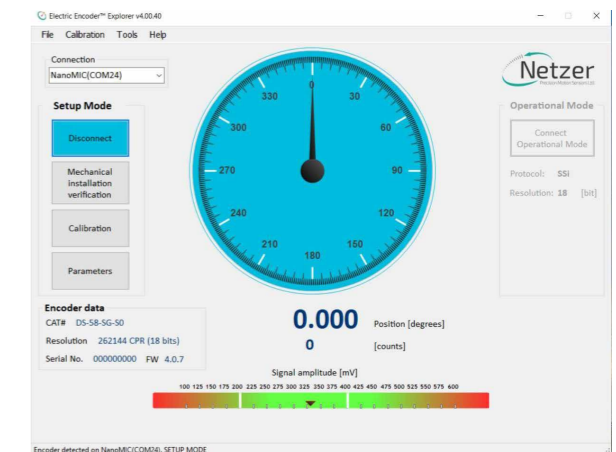 Electric Encoder™ Explorer v4.00.40
File Calibration Tools Help
Connection
NanoMIC(COM24)
Netzer
Setup Mode
Disconnect
Mechanical
installation
verification
Calibration
Parameters
0
30
60
90
120
150
180
210
240
270
300
330
Operational Mode
Connect
Operational Mode
Protocol: SSi
Resolution: 18 [bit]
Encoder data
CAT# DS-58-SG-S0
Resolution 262144 CPR (18 bits)
Serial No. 000000000 FW 4.0.7
0.000 Position [degrees]
0 [counts]
Signal amplitude [mV]
100 125 150 175 200 225 250 275 300 325 350 375 400 425 450 475 500 525 550 575 600
Encoder detected on NanoMIC(COM24), SETUP MODE